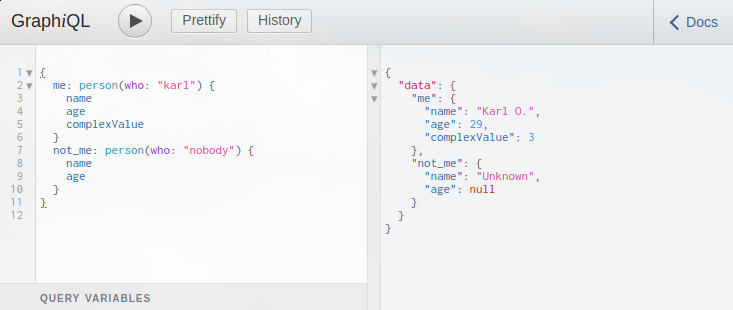 GraphiQL
Prettify
History
Docs
1 {
2 me: person(who: "karl") {
3 name
4 age
5 complexValue
6 }
7 not_me: person(who: "nobody") {
8 name
9 age
10 }
11 }
12
QUERY VARIABLES
{
"data": {
"me": {
"name": "Karl O.",
"age": 29,
"complexValue": 3
},
"not_me": {
"name": "Unknown",
"age": null
}
}
}